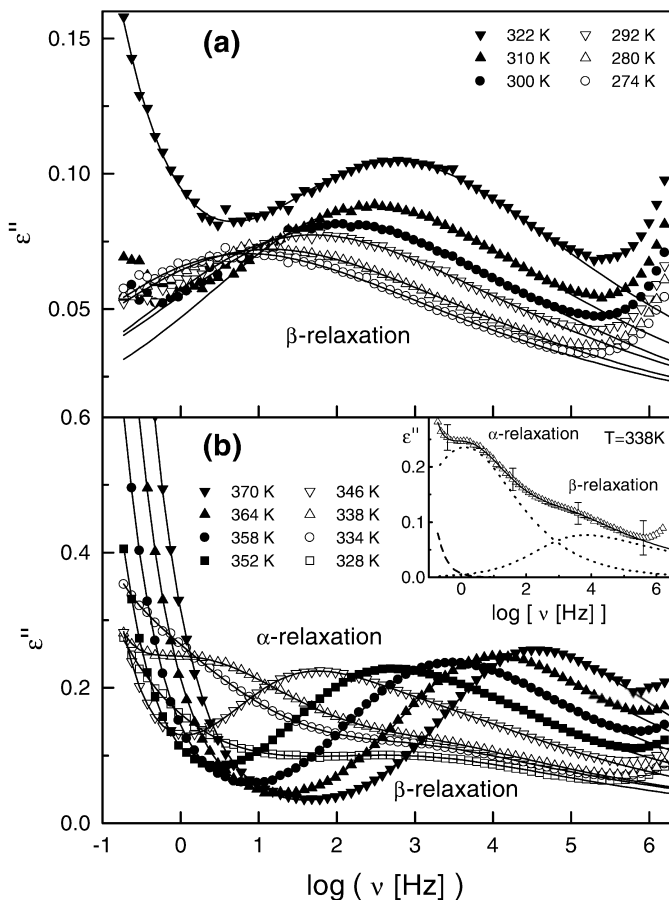 0.15
(a)
322 K 292 K
310 K 280 K
300 K 274 K
0.10
ε''
0.05
β-relaxation
0.6
(b)
370 K 346 K
364 K 338 K
358 K 334 K
352 K 328 K
ε''
α-relaxation
T=338K
0.2
β-relaxation
0.1
0.0
0 2 4 6
log [ ν [Hz] ]
0.4
ε''
α-relaxation
0.2
β-relaxation
0.0
-1 0 1 2 3 4 5 6
log ( ν [Hz] )